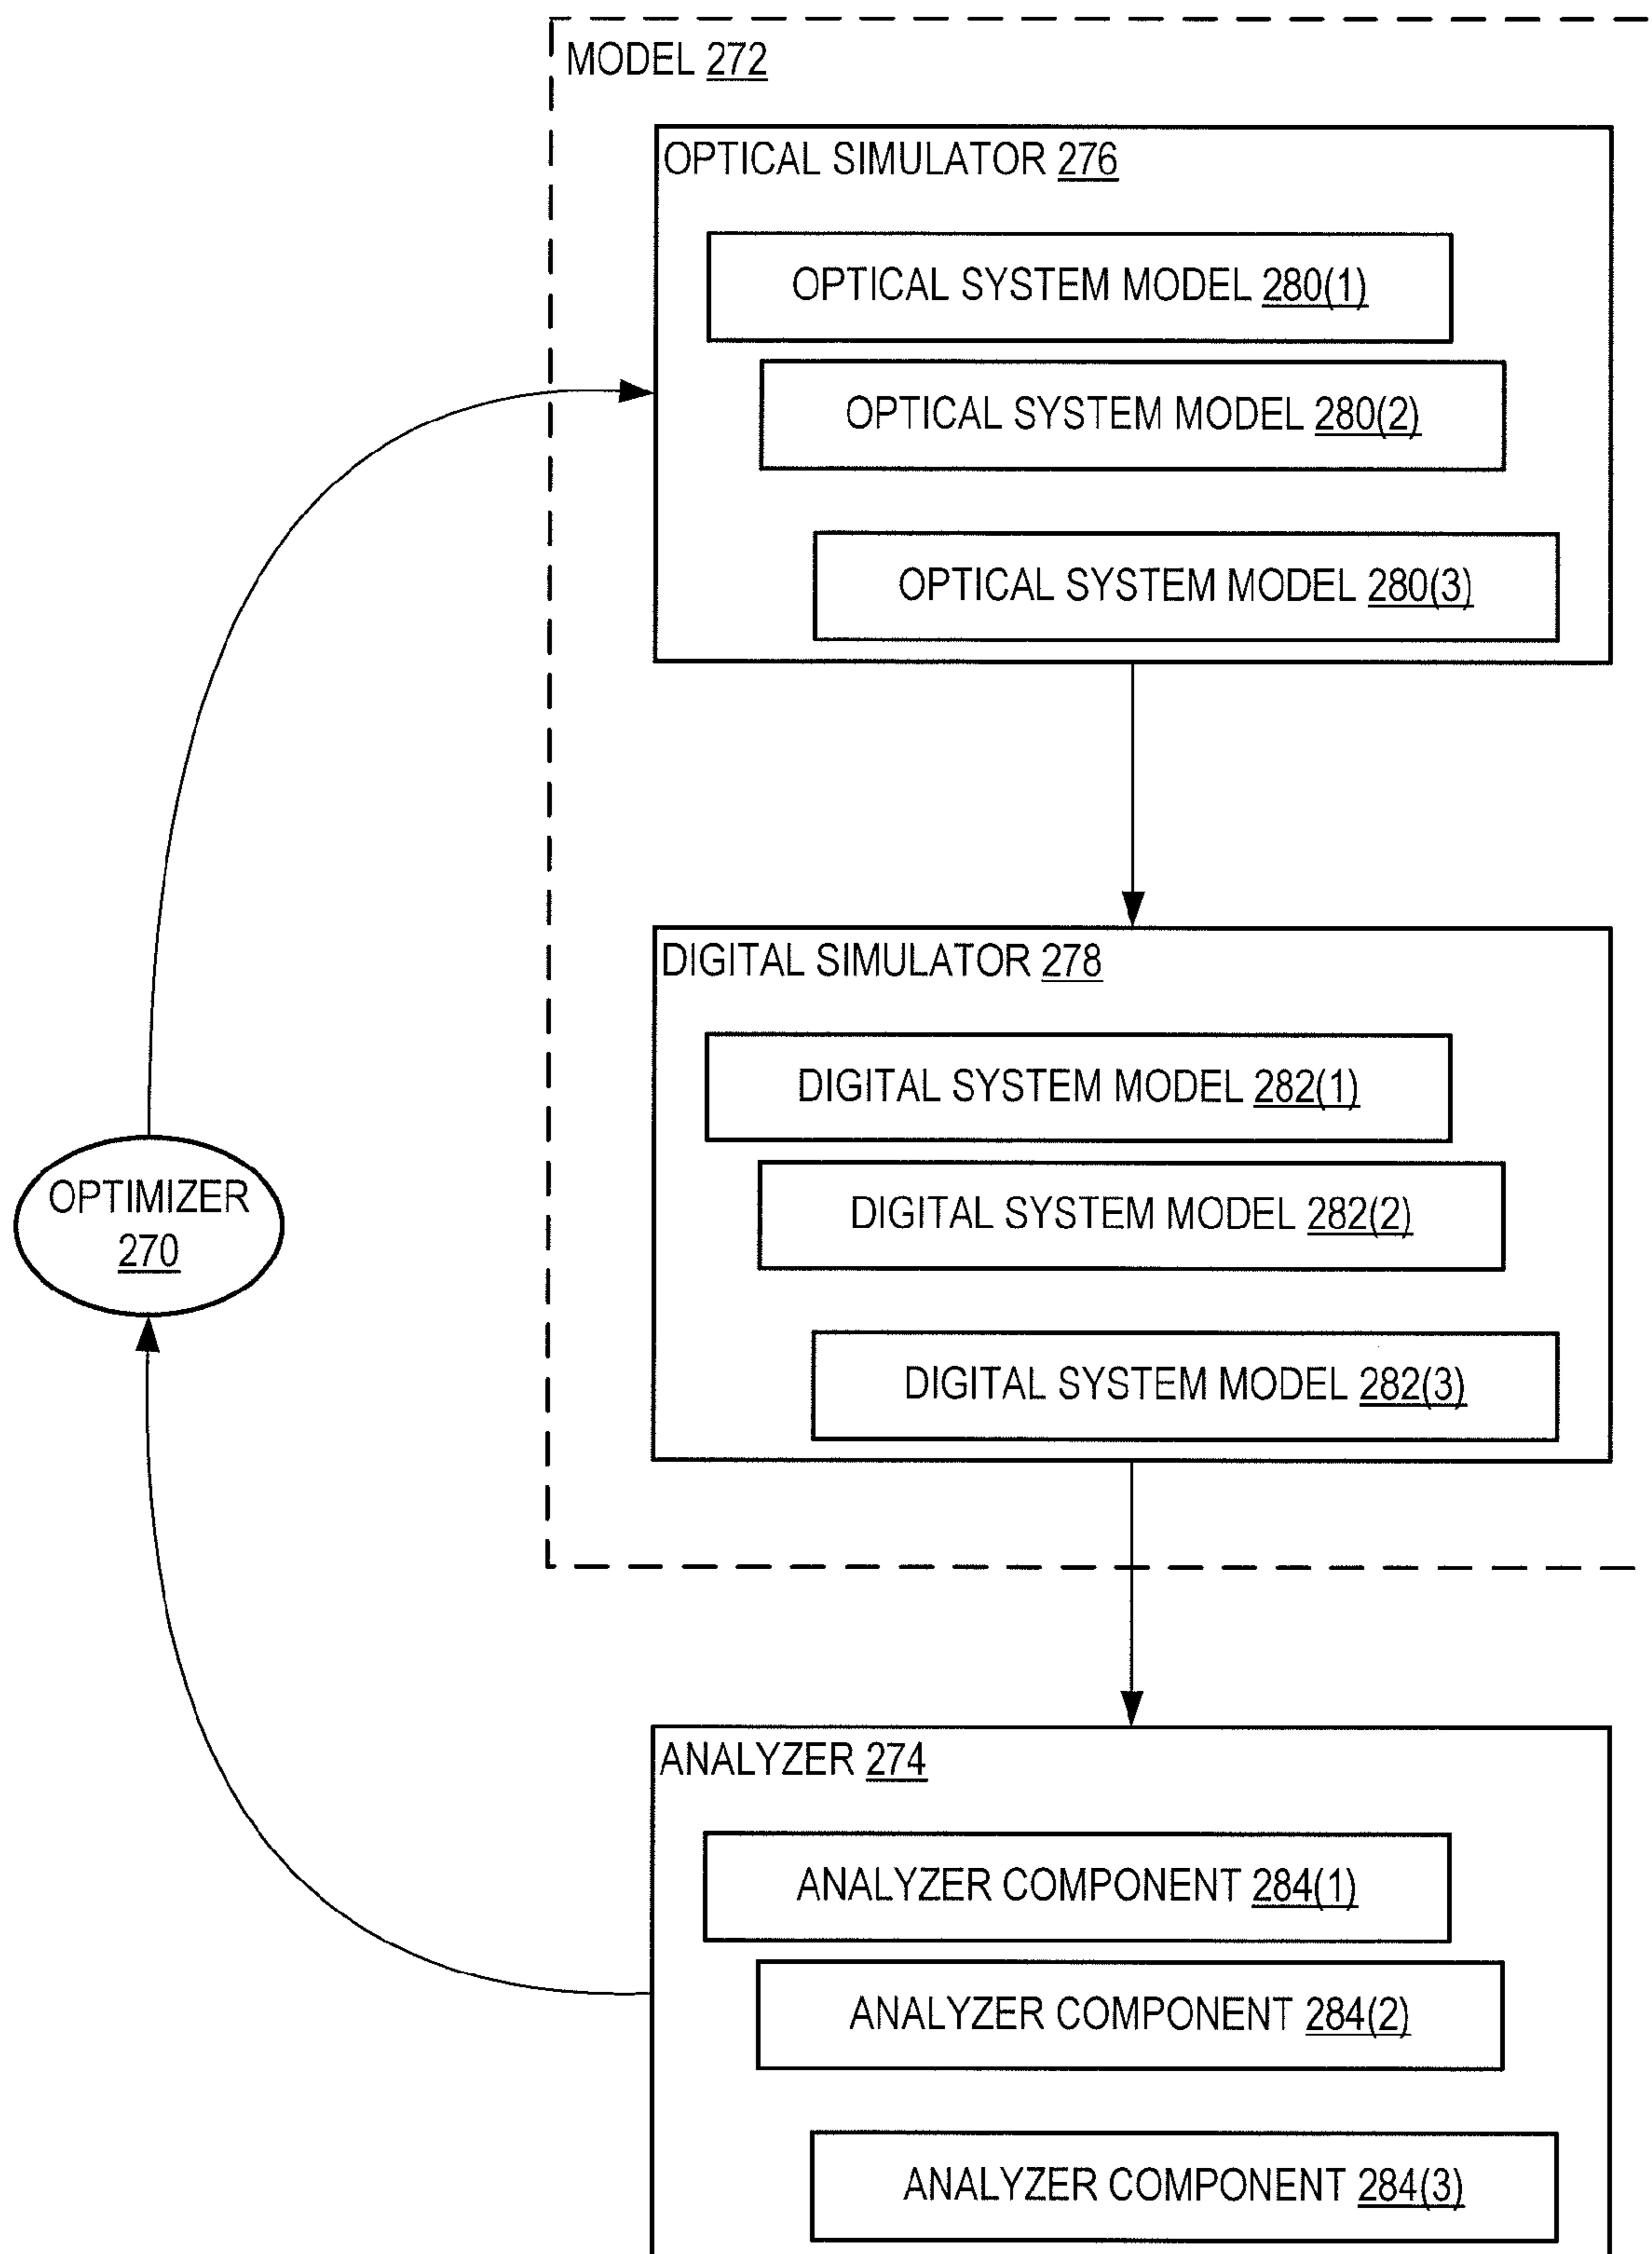 MODEL 272
OPTICAL SIMULATOR 276
OPTICAL SYSTEM MODEL 280(1)
OPTICAL SYSTEM MODEL 280(2)
OPTICAL SYSTEM MODEL 280(3)
DIGITAL SIMULATOR 278
DIGITAL SYSTEM MODEL 282(1)
DIGITAL SYSTEM MODEL 282(2)
DIGITAL SYSTEM MODEL 282(3)
OPTIMIZER
270
ANALYZER 274
ANALYZER COMPONENT 284(1)
ANALYZER COMPONENT 284(2)
ANALYZER COMPONENT 284(3)